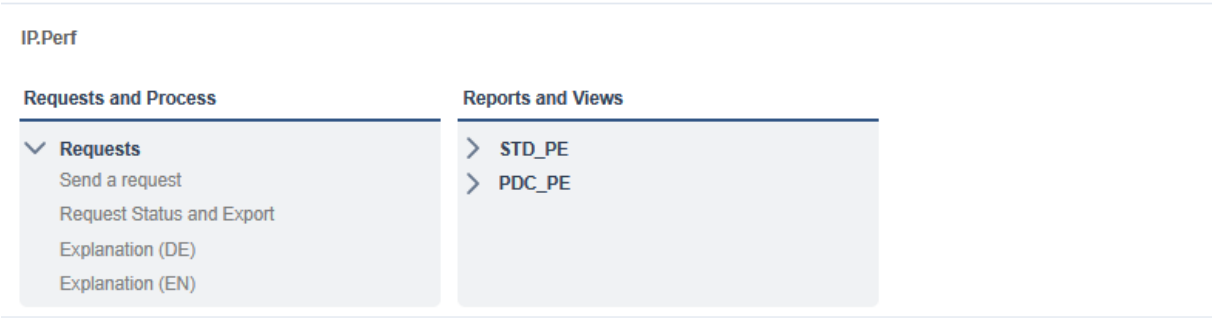 IP.Perf
Requests and Process
Requests
Send a request
Request Status and Export
Explanation (DE)
Explanation (EN)
Reports and Views
STD_PE
PDC_PE